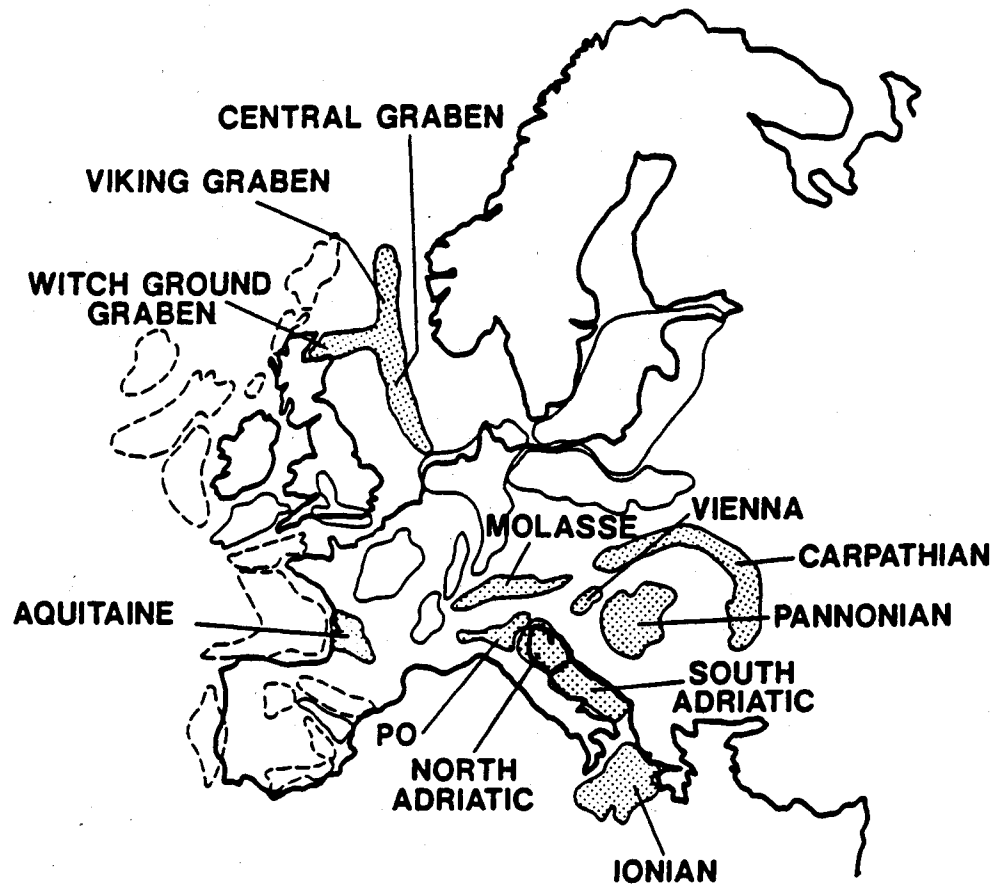 CENTRAL GRABEN
VIKING GRABEN
WITCH GROUND
GRABEN
MOLASSE
VIENNA
CARPATHIAN
AQUITAINE
PANNONIAN
SOUTH
ADRIATIC
PO
NORTH
ADRIATIC
IONIAN